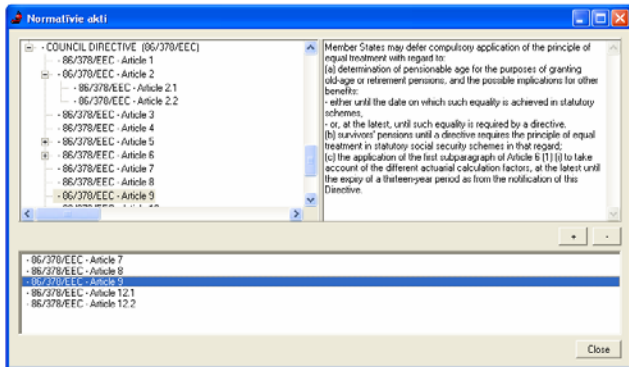 Normatīvie akti
- COUNCIL DIRECTIVE (86/378/EEC)
- 86/378/EEC - Article 1
- 86/378/EEC - Article 2
- 86/378/EEC - Article 2.1
- 86/378/EEC - Article 2.2
- 86/378/EEC - Article 3
- 86/378/EEC - Article 4
- 86/378/EEC - Article 5
- 86/378/EEC - Article 6
- 86/378/EEC - Article 7
- 86/378/EEC - Article 8
- 86/378/EEC - Article 9
Member States may defer compulsory application of the principle of
equal treatment with regard to:
(a) determination of pensionable age for the purposes of granting
old-age or retirement pensions, and the possible implications for other
benefits:
- either until the date on which such equality is achieved in statutory
schemes,
- or, at the latest, until such equality is required by a directive.
(b) survivors' pensions until a directive requires the principle of equal
treatment in statutory social security schemes in that regard;
(c) the application of the first subparagraph of Article 6 (1) (i) to take
account of the different actuarial calculation factors, at the latest until
the expiry of a thirteen-year period as from the notification of this
Directive.
+ -
- 86/378/EEC - Article 7
- 86/378/EEC - Article 8
- 86/378/EEC - Article 9
- 86/378/EEC - Article 12.1
- 86/378/EEC - Article 12.2
Close